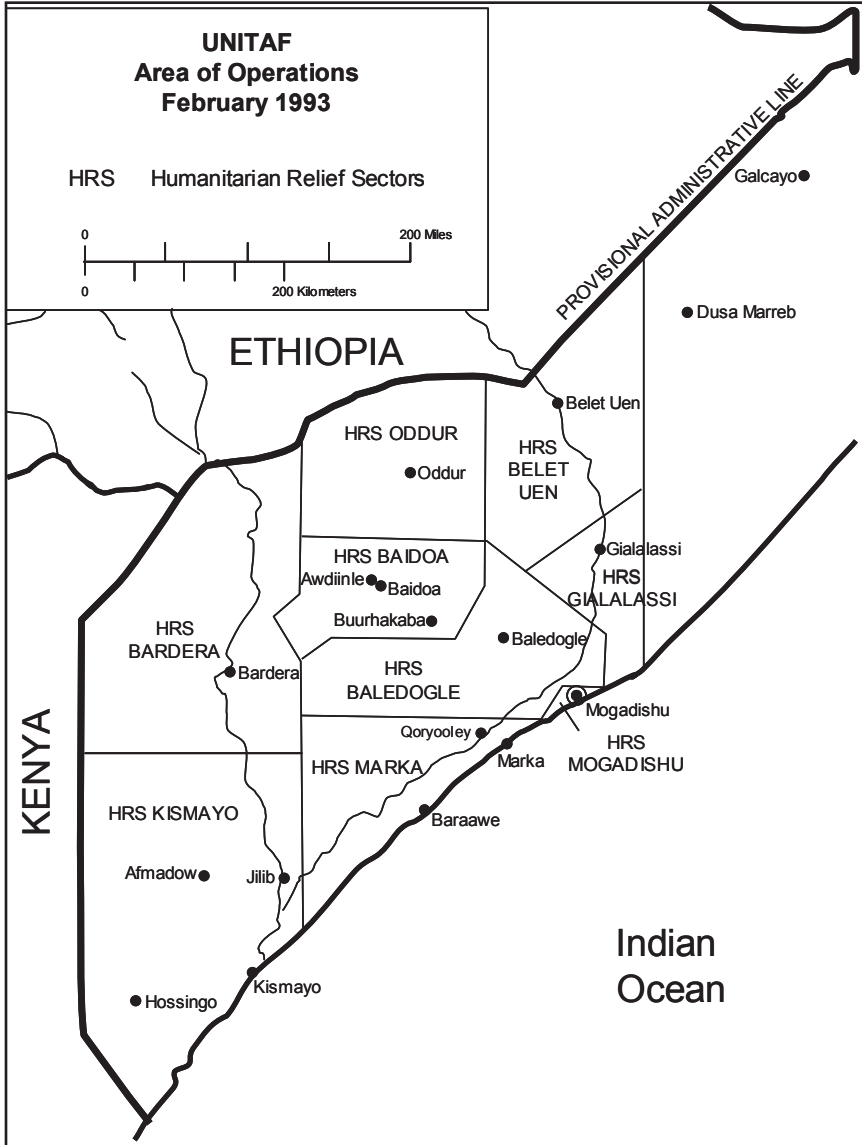 UNITAF
Area of Operations
February 1993
HRS Humanitarian Relief Sectors
0 200 Miles
0 200 Kilometers
PROVISIONAL ADMINISTRATIVE LINE
Galcayo
Dusa Marreb
ETHIOPIA
Belet Uen
HRS ODDUR
HRS
BELET
UEN
Oddur
Gialalassi
HRS BAIDOA
HRS
GIALALASSI
Awdiinle
Baidoa
Buurhakaba
HRS
BARDERA
Baledogle
Bardera
HRS
BALEDOGLE
Mogadishu
KENYA
Qoryooley
HRS
MOGADISHU
Marka
HRS MARKA
HRS KISMAYO
Baraawe
Afmadow
Jilib
Indian
Ocean
Kismayo
Hossingo